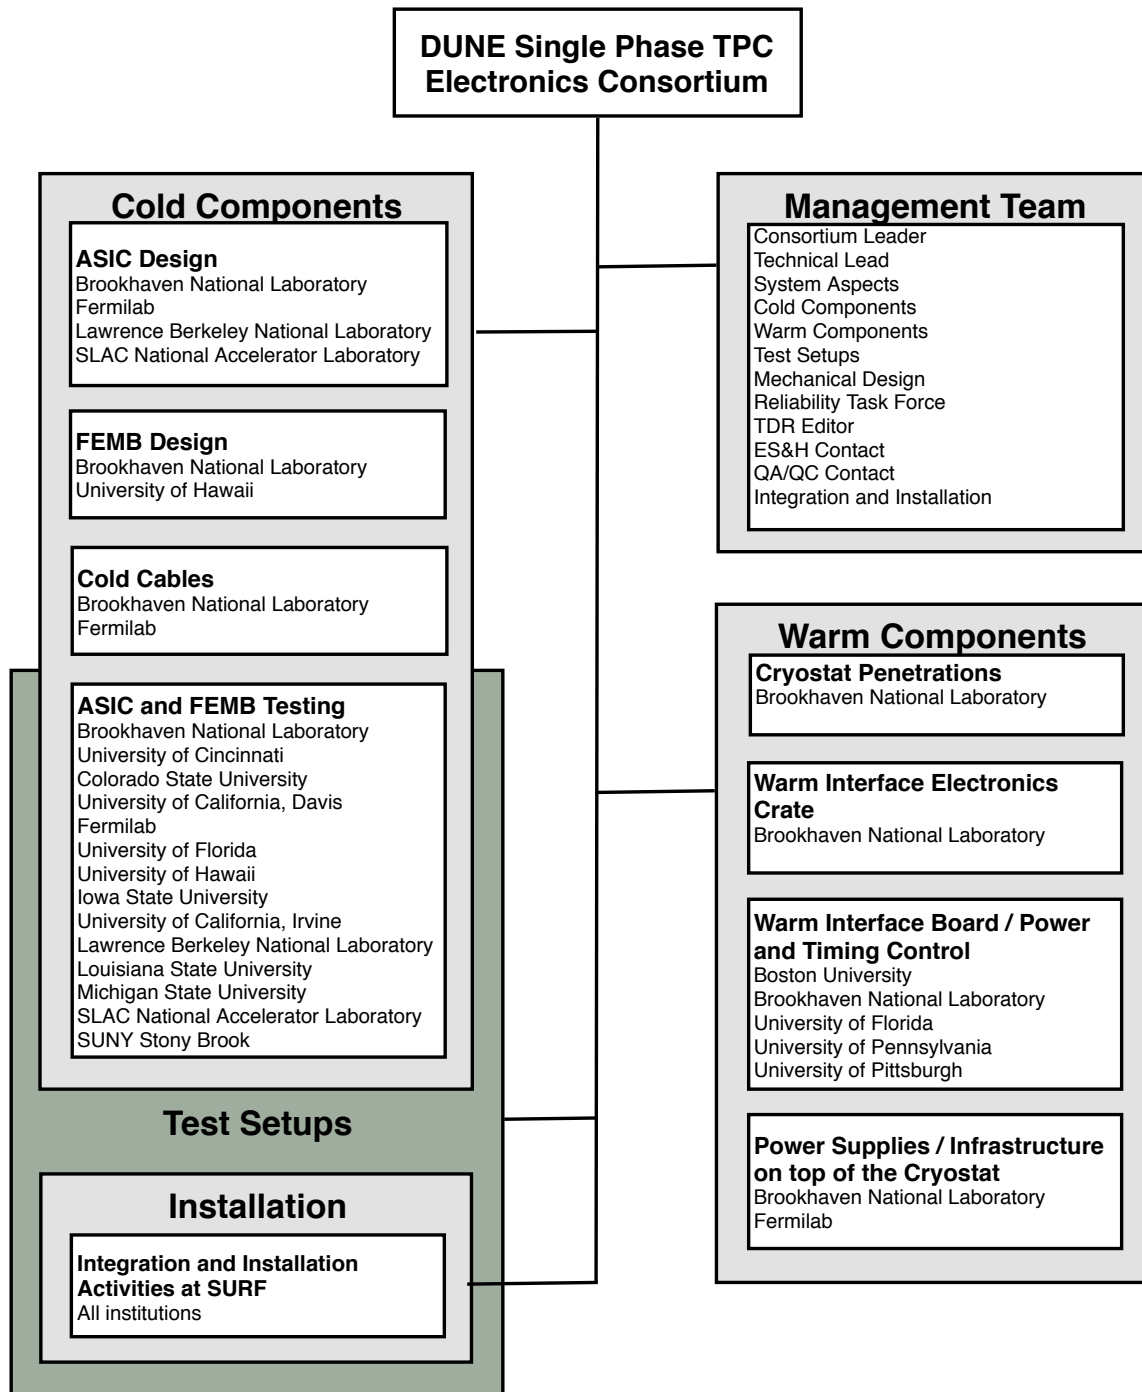 DUNE Single Phase TPC
Electronics Consortium
Cold Components
ASIC Design
Brookhaven National Laboratory
Fermilab
Lawrence Berkeley National Laboratory
SLAC National Accelerator Laboratory
FEMB Design
Brookhaven National Laboratory
University of Hawaii
Cold Cables
Brookhaven National Laboratory
Fermilab
ASIC and FEMB Testing
Brookhaven National Laboratory
University of Cincinnati
Colorado State University
University of California, Davis
Fermilab
University of Florida
University of Hawaii
Iowa State University
University of California, Irvine
Lawrence Berkeley National Laboratory
Louisiana State University
Michigan State University
SLAC National Accelerator Laboratory
SUNY Stony Brook
Test Setups
Installation
Integration and Installation
Activities at SURF
All institutions
Management Team
Consortium Leader
Technical Lead
System Aspects
Cold Components
Warm Components
Test Setups
Mechanical Design
Reliability Task Force
TDR Editor
ES&H Contact
QA/QC Contact
Integration and Installation
Warm Components
Cryostat Penetrations
Brookhaven National Laboratory
Warm Interface Electronics
Crate
Brookhaven National Laboratory
Warm Interface Board / Power
and Timing Control
Boston University
Brookhaven National Laboratory
University of Florida
University of Pennsylvania
University of Pittsburgh
Power Supplies / Infrastructure
on top of the Cryostat
Brookhaven National Laboratory
Fermilab